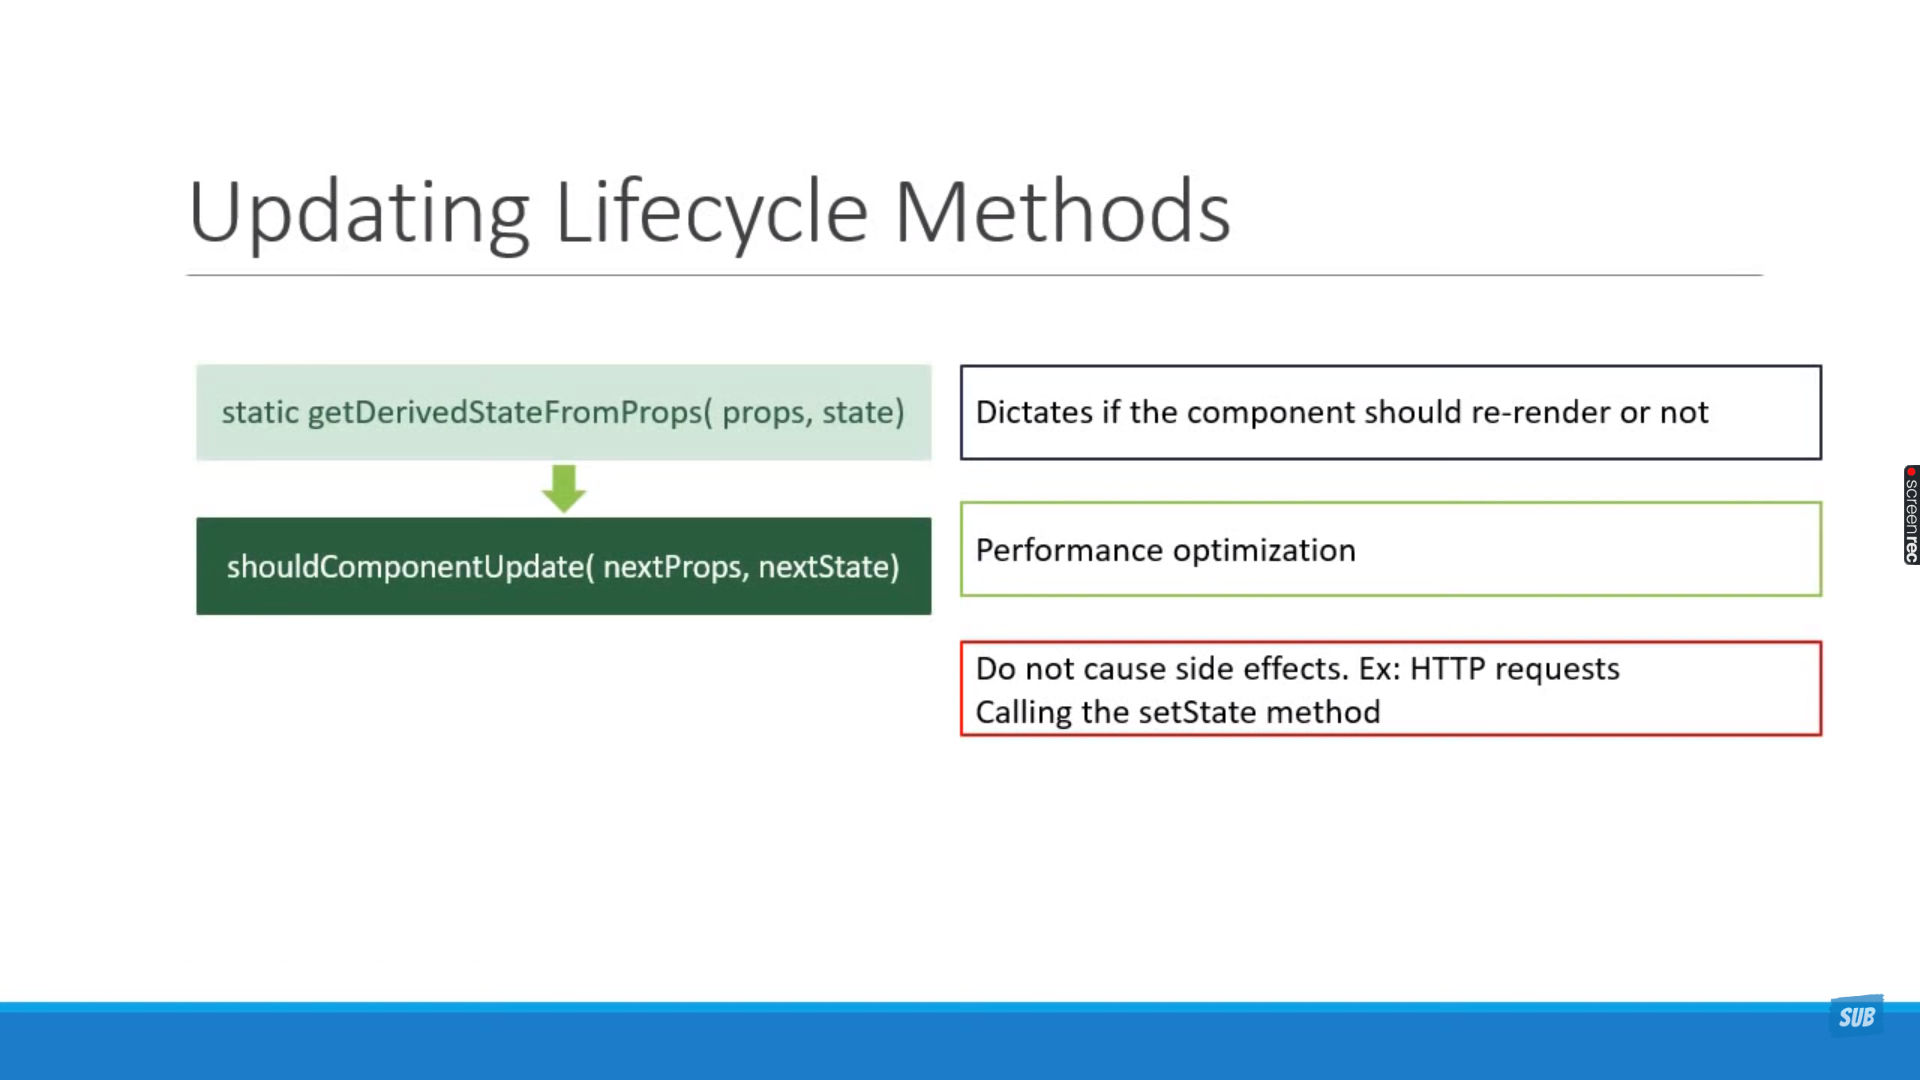 Updating Lifecycle Methods
static getDerivedStateFromProps( props, state)
shouldComponentUpdate( nextProps, nextState)
Dictates if the component should re-render or not
Performance optimization
Do not cause side effects. Ex: HTTP requests
Calling the setState method
screenrec
SUB